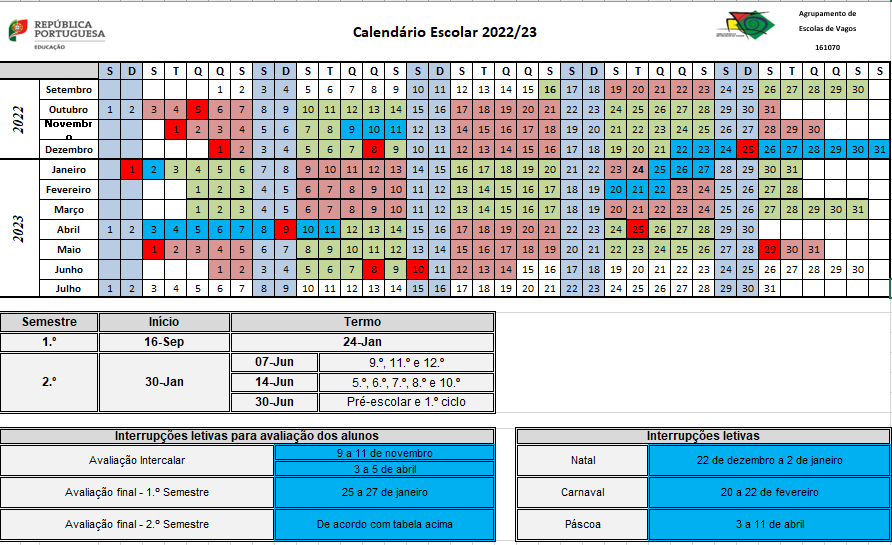 REPÚBLICA
PORTUGUESA
EDUCAÇÃO
Calendário Escolar 2022/23
Agrupamento de
Escolas de Vagos
161070
S D S T Q Q S S D S T Q Q S S D S T Q Q S S D S T Q Q S S D S T Q Q S S
2022
Setembro 1 2 3 4 5 6 7 8 9 10 11 12 13 14 15 16 17 18 19 20 21 22 23 24 25 26 27 28 29 30
Outubro 1 2 3 4 5 6 7 8 9 10 11 12 13 14 15 16 17 18 19 20 21 22 23 24 25 26 27 28 29 30 31
Novembr
o 1 2 3 4 5 6 7 8 9 10 11 12 13 14 15 16 17 18 19 20 21 22 23 24 25 26 27 28 29 30
Dezembro 1 2 3 4 5 6 7 8 9 10 11 12 13 14 15 16 17 18 19 20 21 22 23 24 25 26 27 28 29 30 31
2023
Janeiro 1 2 3 4 5 6 7 8 9 10 11 12 13 14 15 16 17 18 19 20 21 22 23 24 25 26 27 28 29 30 31
Fevereiro 1 2 3 4 5 6 7 8 9 10 11 12 13 14 15 16 17 18 19 20 21 22 23 24 25 26 27 28
Março 1 2 3 4 5 6 7 8 9 10 11 12 13 14 15 16 17 18 19 20 21 22 23 24 25 26 27 28 29 30 31
Abril 1 2 3 4 5 6 7 8 9 10 11 12 13 14 15 16 17 18 19 20 21 22 23 24 25 26 27 28 29 30
Maio 1 2 3 4 5 6 7 8 9 10 11 12 13 14 15 16 17 18 19 20 21 22 23 24 25 26 27 28 29 30 31
Junho 1 2 3 4 5 6 7 8 9 10 11 12 13 14 15 16 17 18 19 20 21 22 23 24 25 26 27 28 29 30
Julho 1 2 3 4 5 6 7 8 9 10 11 12 13 14 15 16 17 18 19 20 21 22 23 24 25 26 27 28 29 30 31
Semestre Início Termo
1.º 16-Sep 24-Jan
2.º 30-Jan
07-Jun 9.º, 11.º e 12.º
14-Jun 5.º, 6.º, 7.º, 8.º e 10.º
30-Jun Pré-escolar e 1.º ciclo
Interrupções letivas para avaliação dos alunos
Avaliação Intercalar
9 a 11 de novembro
3 a 5 de abril
Avaliação final - 1.º Semestre 25 a 27 de janeiro
Avaliação final - 2.º Semestre De acordo com tabela acima
Interrupções letivas
Natal 22 de dezembro a 2 de janeiro
Carnaval 20 a 22 de fevereiro
Páscoa 3 a 11 de abril